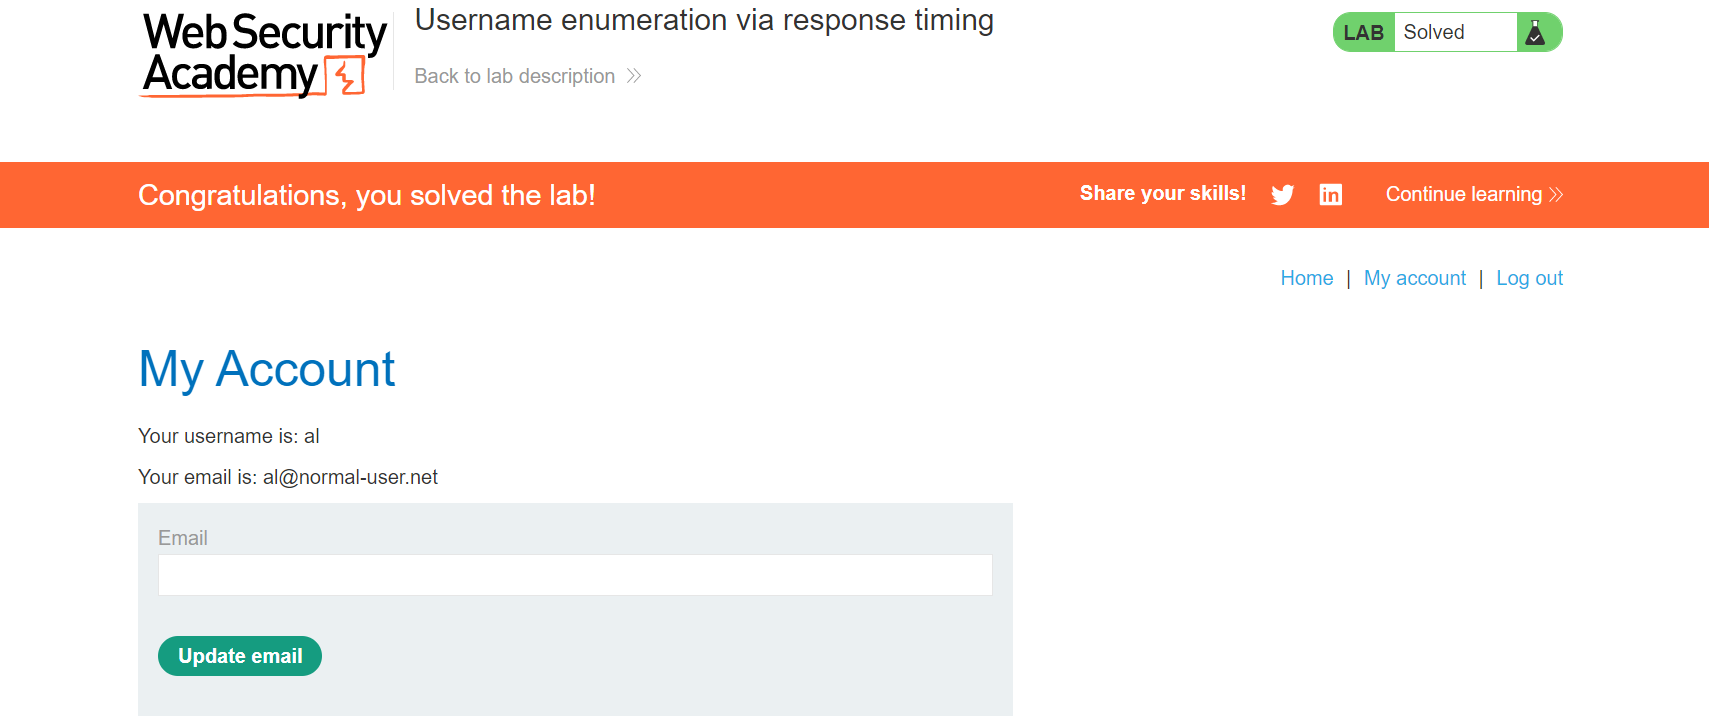 Web Security
Academy
Username enumeration via response timing
Back to lab description
LAB Solved
Congratulations, you solved the lab!
Share your skills!
Continue learning
Home | My account | Log out
My Account
Your username is: al
Your email is: al@normal-user.net
Email
Update email